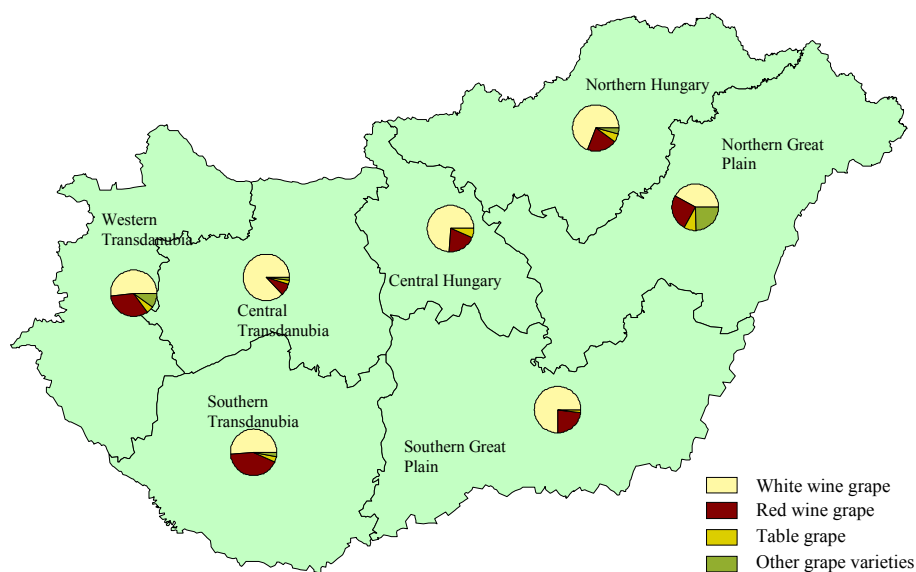 Northern Hungary
Northern Great
Plain
Western
Transdanubia
Central Hungary
Central
Transdanubia
Southern
Transdanubia
Southern Great
Plain
White wine grape
Red wine grape
Table grape
Other grape varieties